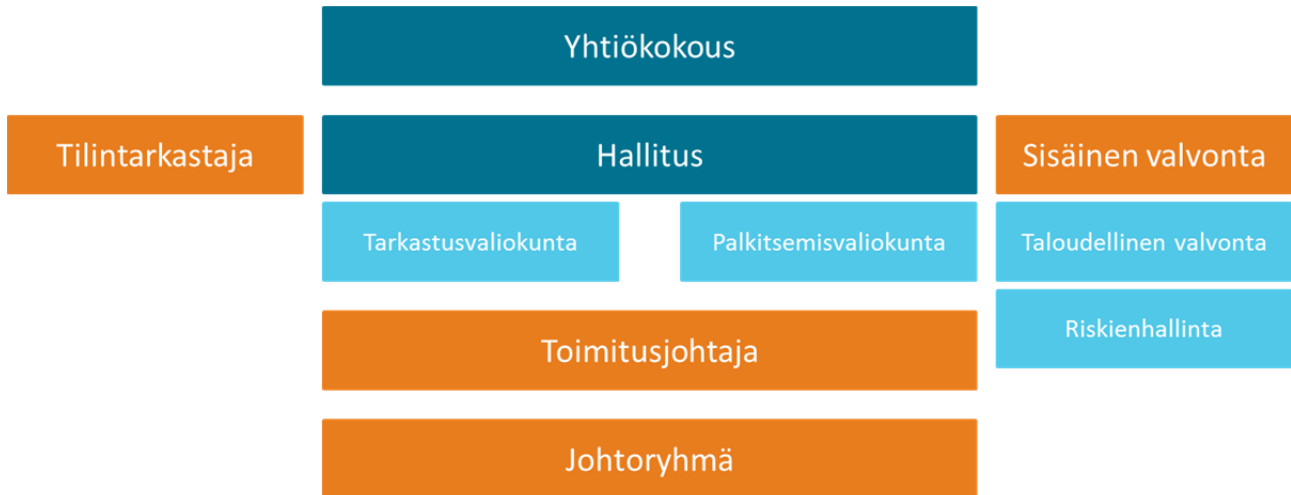 Yhtiökokous
Tilintarkastaja
Hallitus
Sisäinen valvonta
Tarkastusvaliokunta
Palkitsemisvaliokunta
Taloudellinen valvonta
Riskienhallinta
Toimitusjohtaja
Johtoryhmä